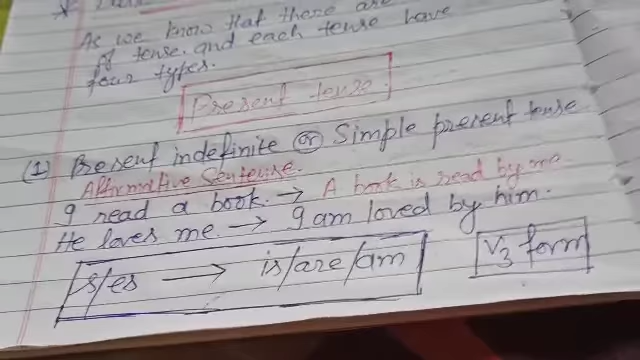 As we know that there are
of tense. and each tense have
four types.
Present tense
(1) Present indefinite or Simple present tense
Affirmative Sentense.
I read a book. → A book is read by me.
He loves me. → I am loved by him.
s/es → is/are/am
V3 form